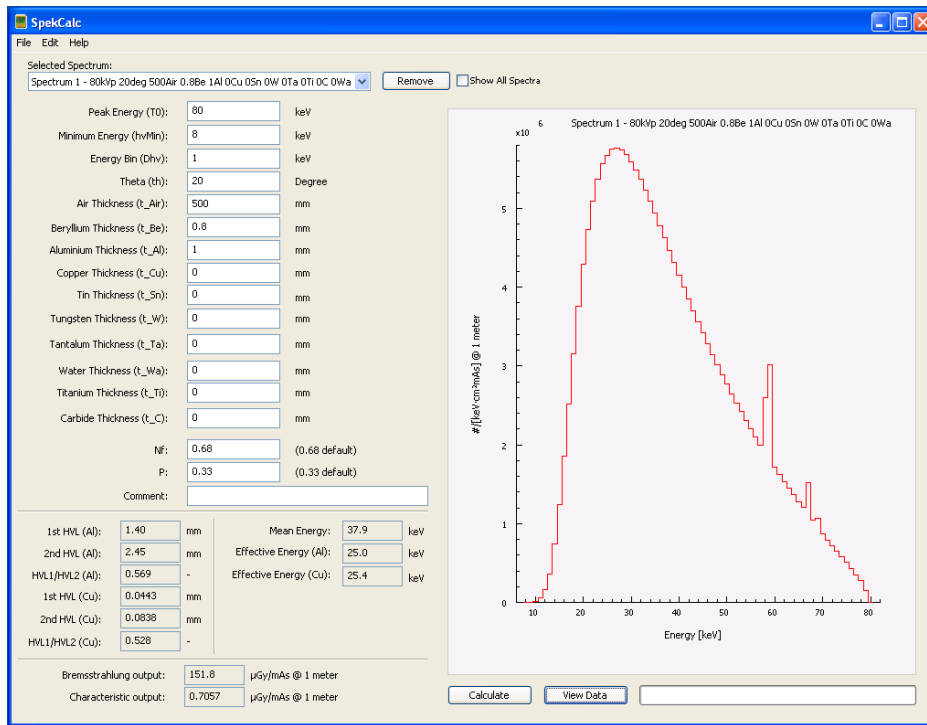 SpekCalc
File Edit Help
Selected Spectrum:
Spectrum 1 - 80kVp 20deg 500Air 0.8Be 1Al 0Cu 0Sn 0W 0Ta 0Ti 0C 0Wa
Remove
Show All Spectra
Peak Energy (T0): 80 keV
Minimum Energy (hvMin): 8 keV
Energy Bin (Dhv): 1 keV
Theta (th): 20 Degree
Air Thickness (t_Air): 500 mm
Beryllium Thickness (t_Be): 0.8 mm
Aluminium Thickness (t_Al): 1 mm
Copper Thickness (t_Cu): 0 mm
Tin Thickness (t_Sn): 0 mm
Tungsten Thickness (t_W): 0 mm
Tantalum Thickness (t_Ta): 0 mm
Water Thickness (t_Wa): 0 mm
Titanium Thickness (t_Ti): 0 mm
Carbide Thickness (t_C): 0 mm
Nf: 0.68 (0.68 default)
P: 0.33 (0.33 default)
Comment:
1st HVL (Al): 1.40 mm
2nd HVL (Al): 2.45 mm
HVL1/HVL2 (Al): 0.569 -
1st HVL (Cu): 0.0443 mm
2nd HVL (Cu): 0.0838 mm
HVL1/HVL2 (Cu): 0.528 -
Mean Energy: 37.9 keV
Effective Energy (Al): 25.0 keV
Effective Energy (Cu): 25.4 keV
Bremsstrahlung output: 151.8 µGy/mAs @ 1 meter
Characteristic output: 0.7057 µGy/mAs @ 1 meter
x10 6
Spectrum 1 - 80kVp 20deg 500Air 0.8Be 1Al 0Cu 0Sn 0W 0Ta 0Ti 0C 0Wa
#/[keV·cm²mAs] @ 1 meter
5
4
3
2
1
0
10 20 30 40 50 60 70 80
Energy [keV]
Calculate
View Data